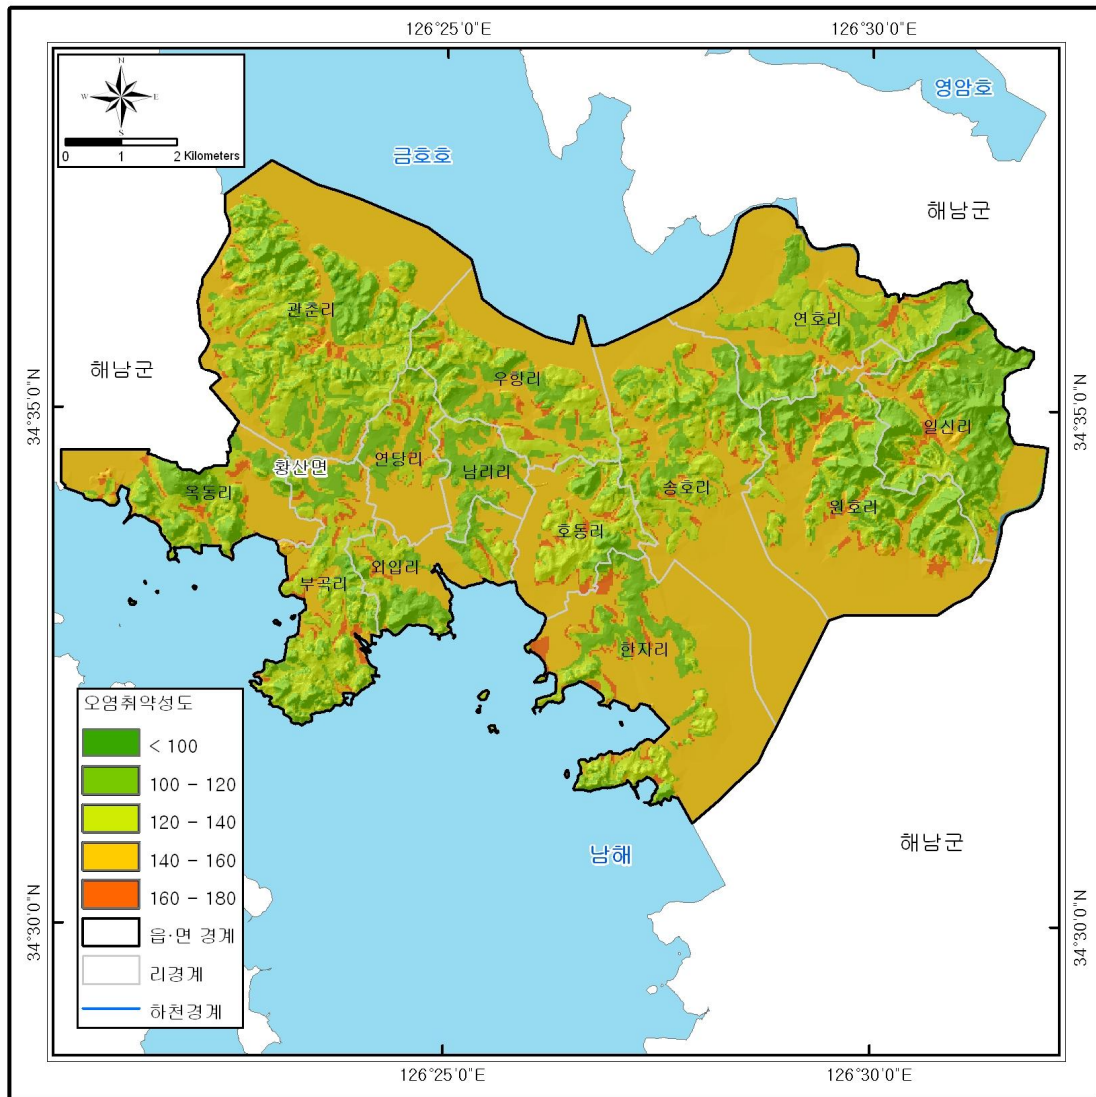 126°25'0"E
126°30'0"E
N
W
E
S
0 1 2 Kilometers
영암호
금호호
해남군
관춘리
연호리
해남군
우항리
34°35'0"N
34°35'0"N
일신리
황산면
연당리
남리리
옥동리
송호리
원호리
호동리
외입리
부곡리
한자리
오염취약성도
< 100
100 - 120
120 - 140
140 - 160
160 - 180
읍·면 경계
리경계
하천경계
남해
해남군
34°30'0"N
34°30'0"N
126°25'0"E
126°30'0"E